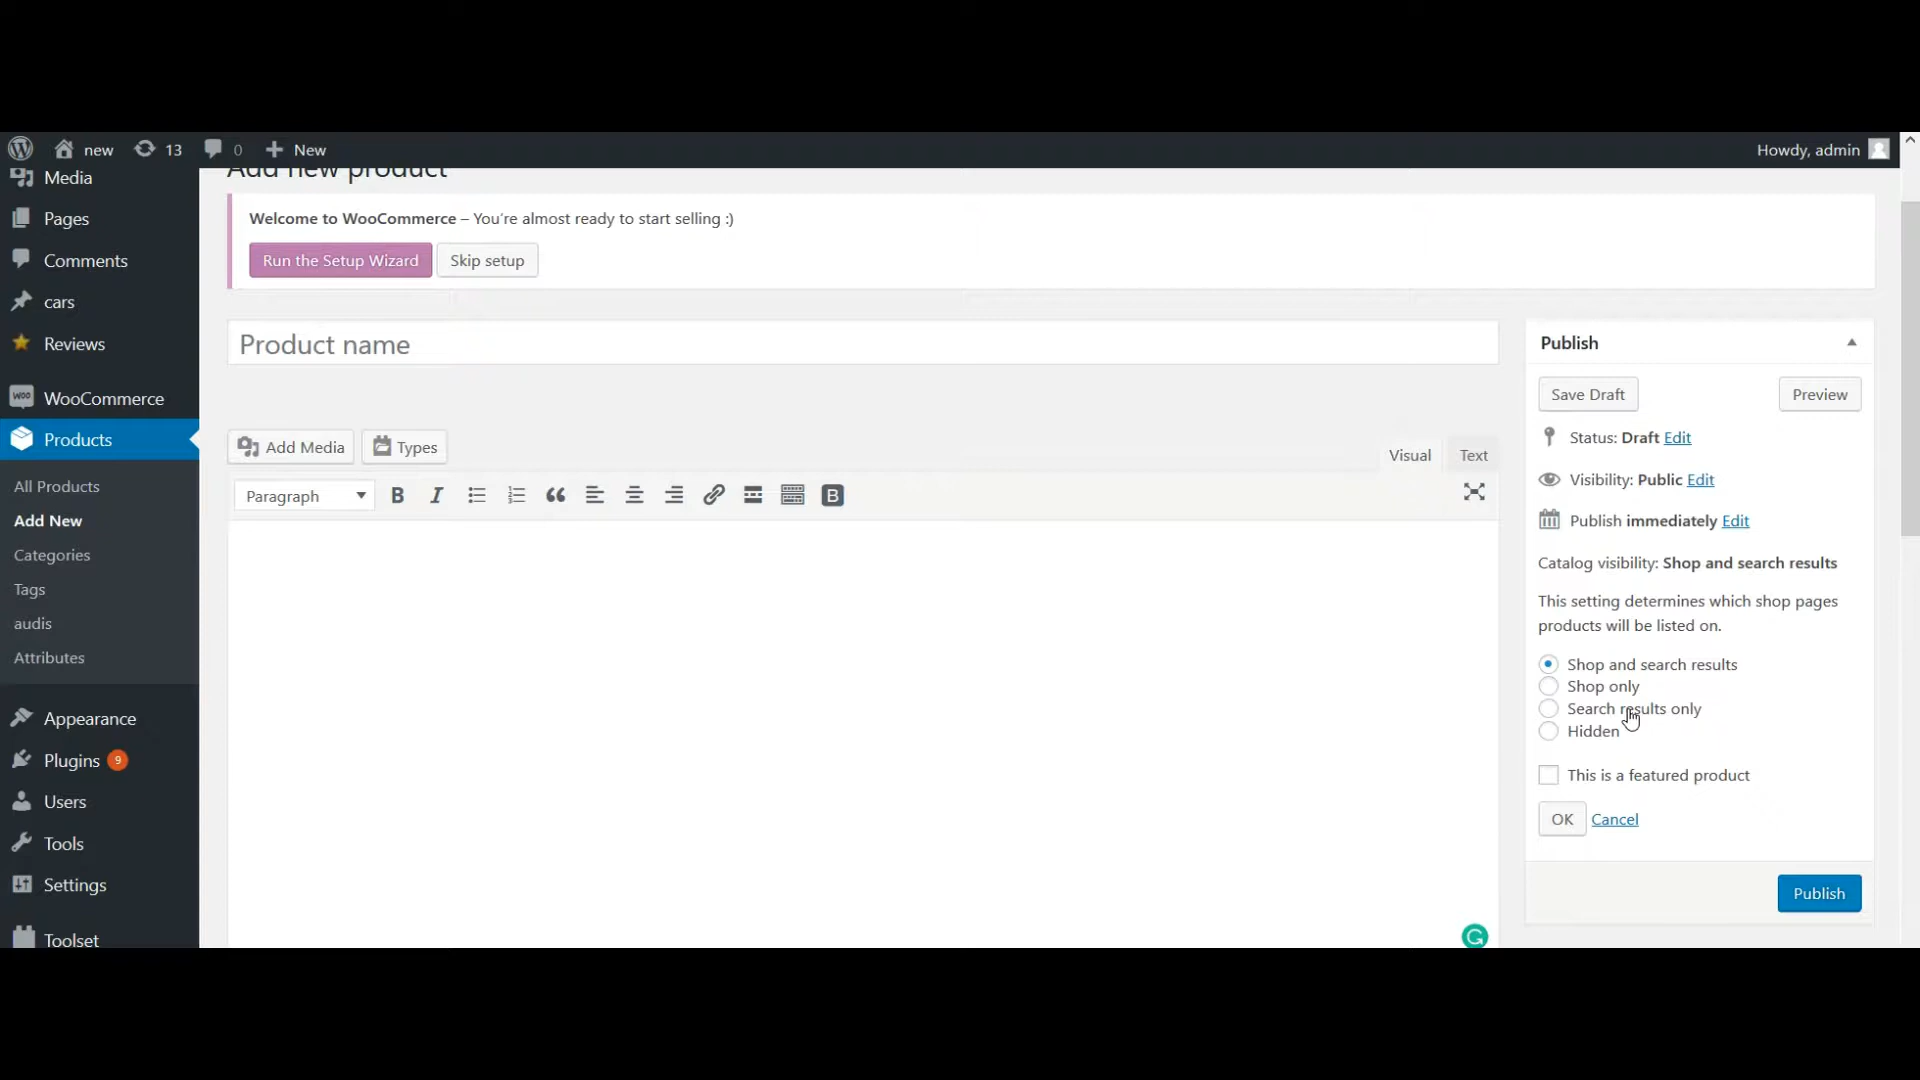 new 13 0 New Howdy, admin
Media
Pages
Comments
cars
Reviews
WooCommerce
Products
All Products
Add New
Categories
Tags
audis
Attributes
Appearance
Plugins 9
Users
Tools
Settings
Toolset
Add new product
Welcome to WooCommerce – You're almost ready to start selling :)
Run the Setup Wizard Skip setup
Product name
Add Media Types
Visual Text
Paragraph B I B
Publish
Save Draft Preview
Status: Draft Edit
Visibility: Public Edit
Publish immediately Edit
Catalog visibility: Shop and search results
This setting determines which shop pages
products will be listed on.
Shop and search results
Shop only
Search results only
Hidden
This is a featured product
OK Cancel
Publish